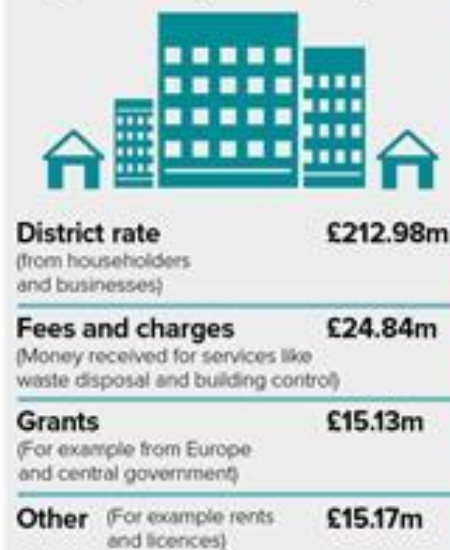 District rate £212.98m
(from householders
and businesses)
Fees and charges £24.84m
(Money received for services like
waste disposal and building control)
Grants £15.13m
(For example from Europe
and central government)
Other (For example rents £15.17m
and licences)